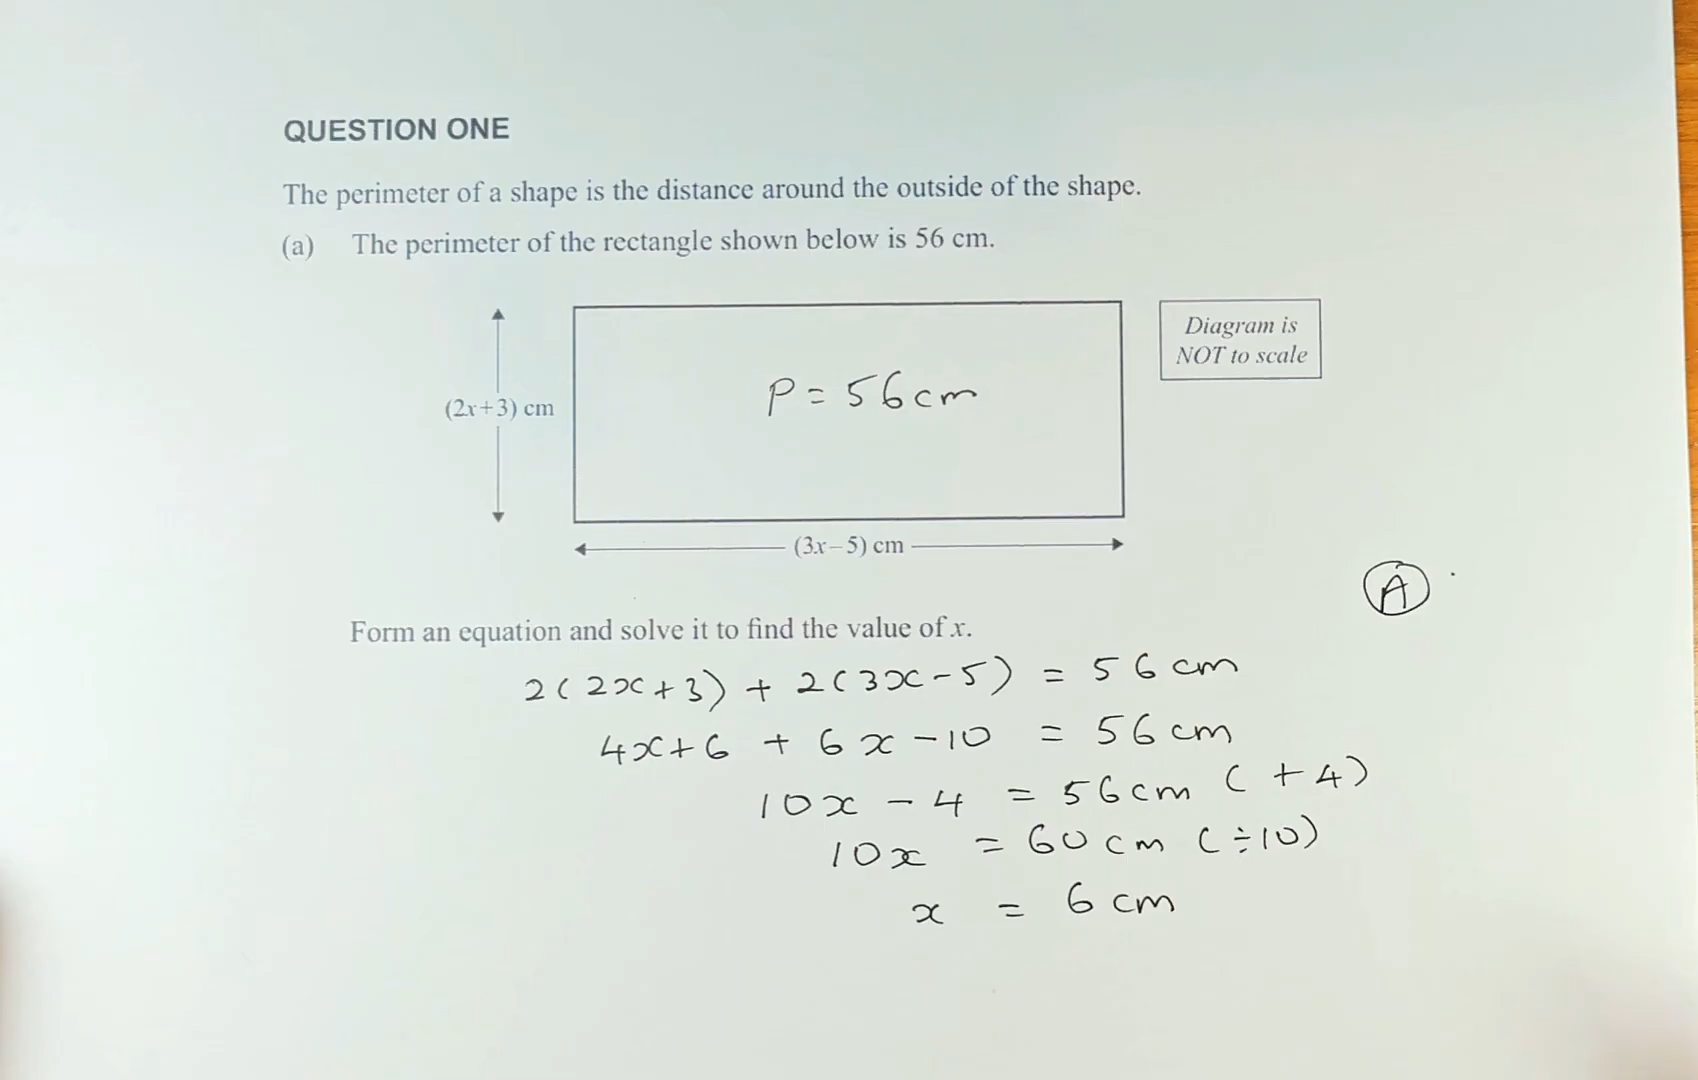 QUESTION ONE
The perimeter of a shape is the distance around the outside of the shape.
(a) The perimeter of the rectangle shown below is 56 cm.
Diagram is
NOT to scale
P = 56cm
(2x+3) cm
(3x–5) cm
A
Form an equation and solve it to find the value of x.
2(2x+3) + 2(3x-5) = 56 cm
4x+6 + 6x-10 = 56 cm
10x - 4 = 56cm (+4)
10x = 60 cm (÷10)
x = 6 cm